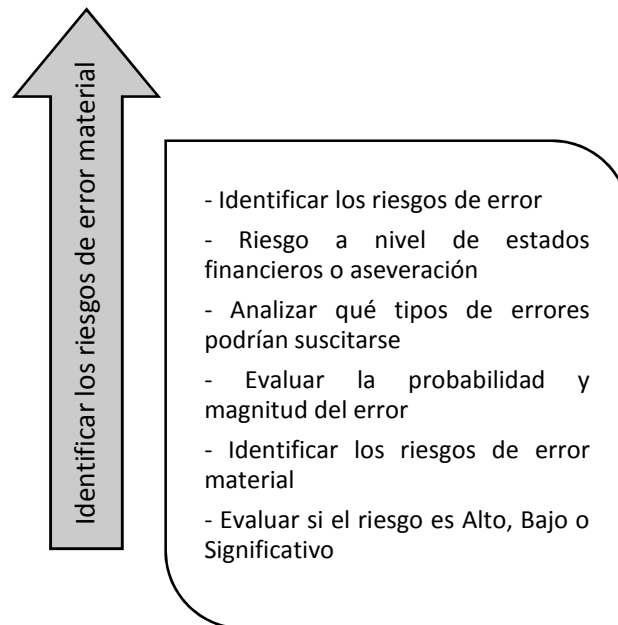 Identificar los riesgos de error material
- Identificar los riesgos de error
- Riesgo a nivel de estados
financieros o aseveración
- Analizar qué tipos de errores
podrían suscitarse
- Evaluar la probabilidad y
magnitud del error
- Identificar los riesgos de error
material
- Evaluar si el riesgo es Alto, Bajo o
Significativo